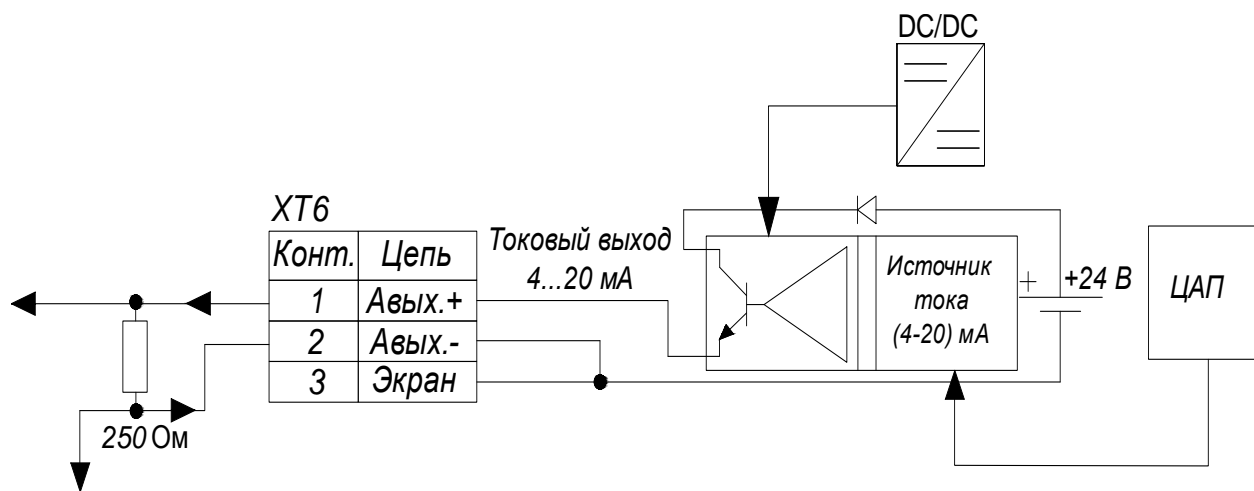 DC/DC
XT6
Конт. Цепь
1 Авых.+
2 Авых.-
3 Экран
Токовый выход
4...20 мА
Источник
тока
(4-20) мА
+
+24 В
ЦАП
250 Ом